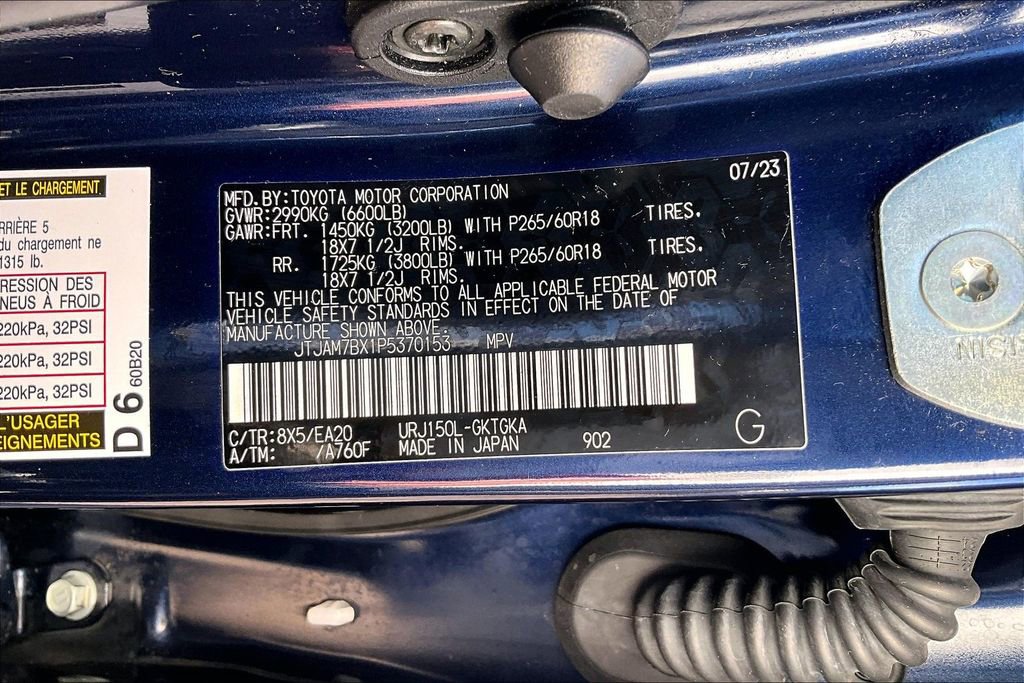 ET LE CHARGEMENT
RRIÈRE 5
du chargement ne
1315 lb.
RESSION DES
NEUS À FROID
220kPa, 32PSI
220kPa, 32PSI
220kPa, 32PSI
L'USAGER
EIGNEMENTS
D 6 60B20
07/23
MFD.BY:TOYOTA MOTOR CORPORATION
GVWR:2990KG (6600LB)
GAWR:FRT. 1450KG (3200LB) WITH P265/60R18 TIRES.
18X7 1/2J RIMS.
RR. 1725KG (3800LB) WITH P265/60R18 TIRES.
18X7 1/2J RIMS.
THIS VEHICLE CONFORMS TO ALL APPLICABLE FEDERAL MOTOR
VEHICLE SAFETY STANDARDS IN EFFECT ON THE DATE OF
MANUFACTURE SHOWN ABOVE.
JTJAM7BX1P5370153 MPV
C/TR:8X5/EA20 URJ150L-GKTGKA
A/TM: /A760F MADE IN JAPAN 902
G